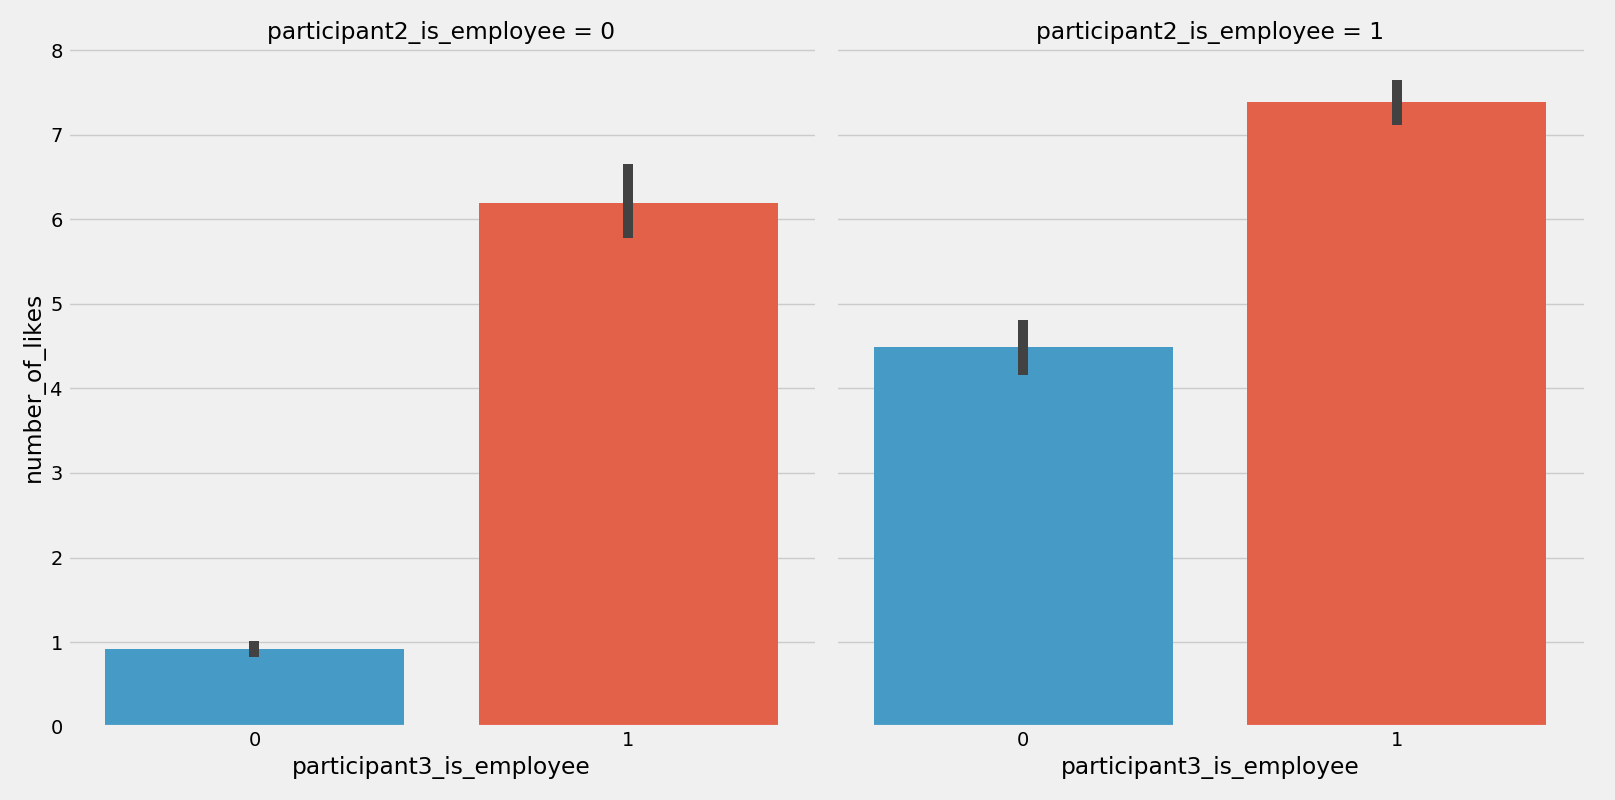 participant2_is_employee = 0
participant2_is_employee = 1
8
7
6
5
4
3
2
1
0
number_of_likes
0
1
0
1
participant3_is_employee
participant3_is_employee